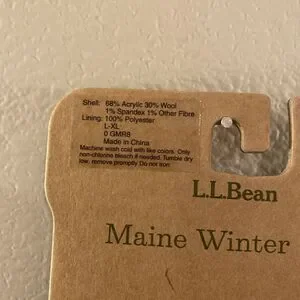 Shell: 68% Acrylic 30% Wool
1% Spandex 1% Other Fibre
Lining: 100% Polyester
L-XL
0 GMR8
Made in China
Machine wash cold with like colors. Only
non-chlorine bleach if needed. Tumble dry
low, remove promptly. Do not iron.
L.L.Bean
Maine Winter